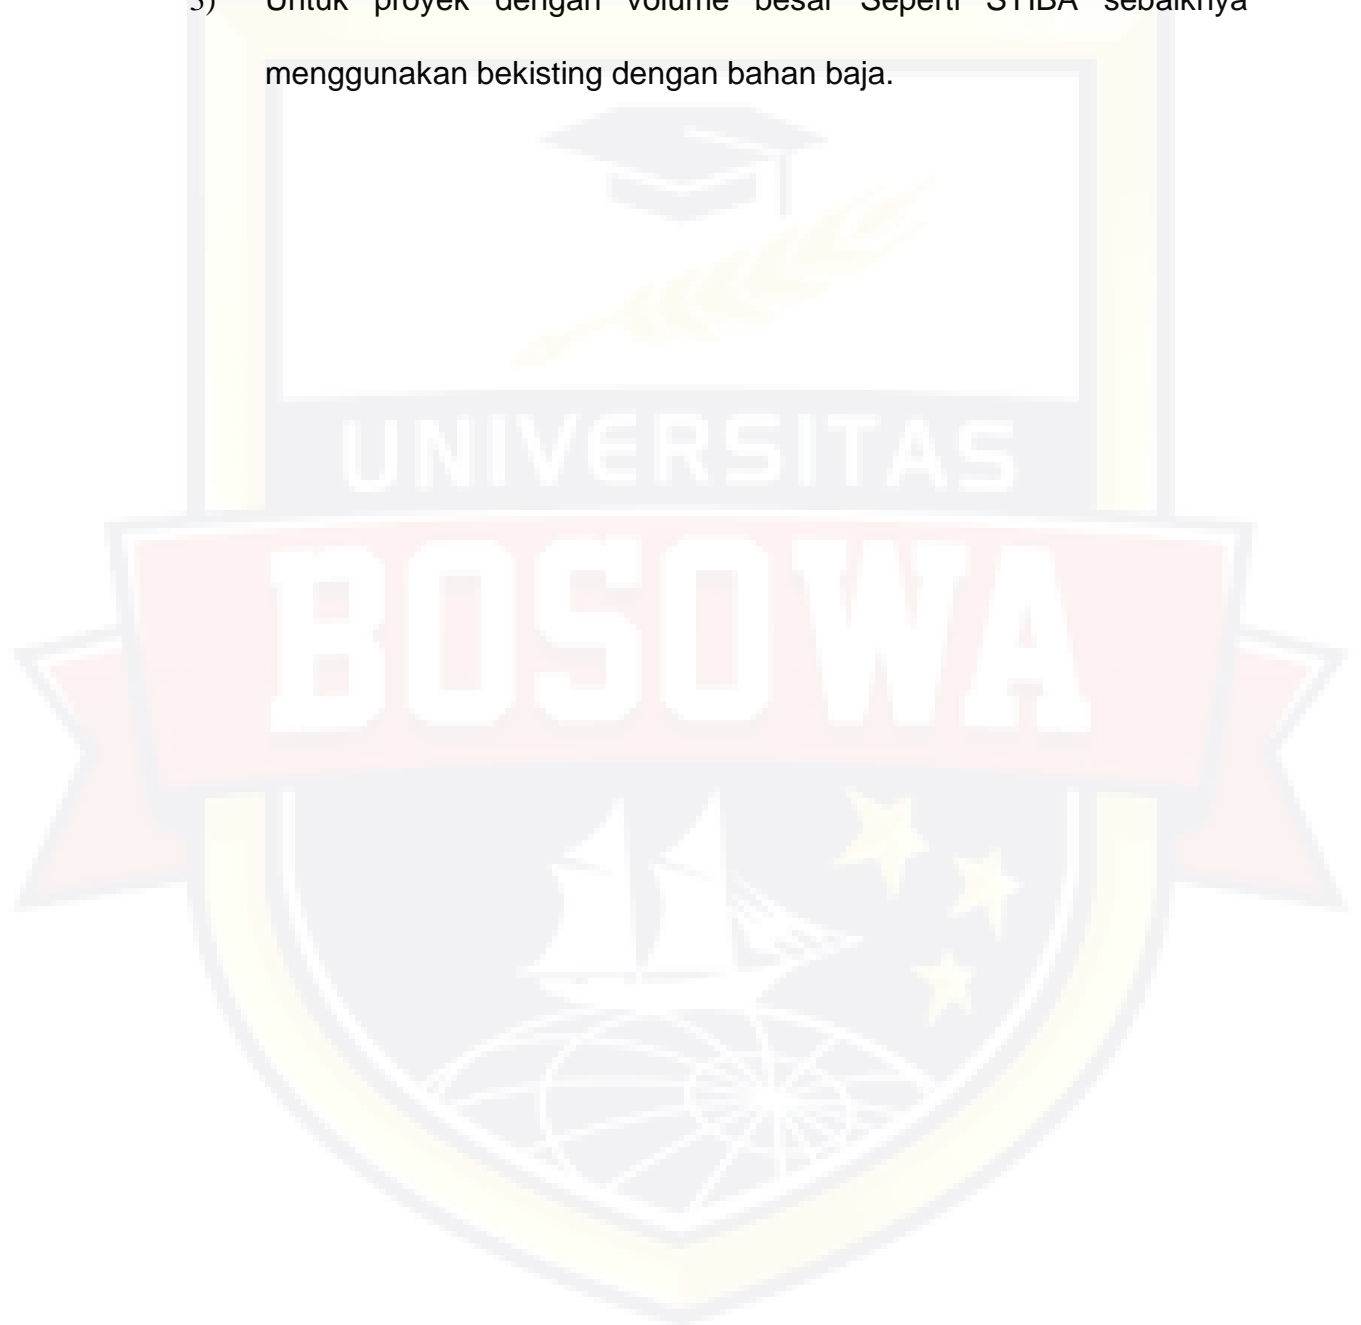 Untuk proyek dengan volume besar Seperti STIBA sebaiknya
menggunakan bekisting dengan bahan baja.
UNIVERSITAS
BOSOWA